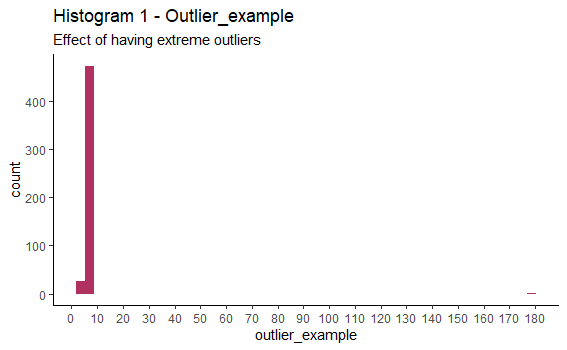 Histogram 1 - Outlier_example
Effect of having extreme outliers
400
300
200
100
0
count
0 10 20 30 40 50 60 70 80 90 100 110 120 130 140 150 160 170 180
outlier_example